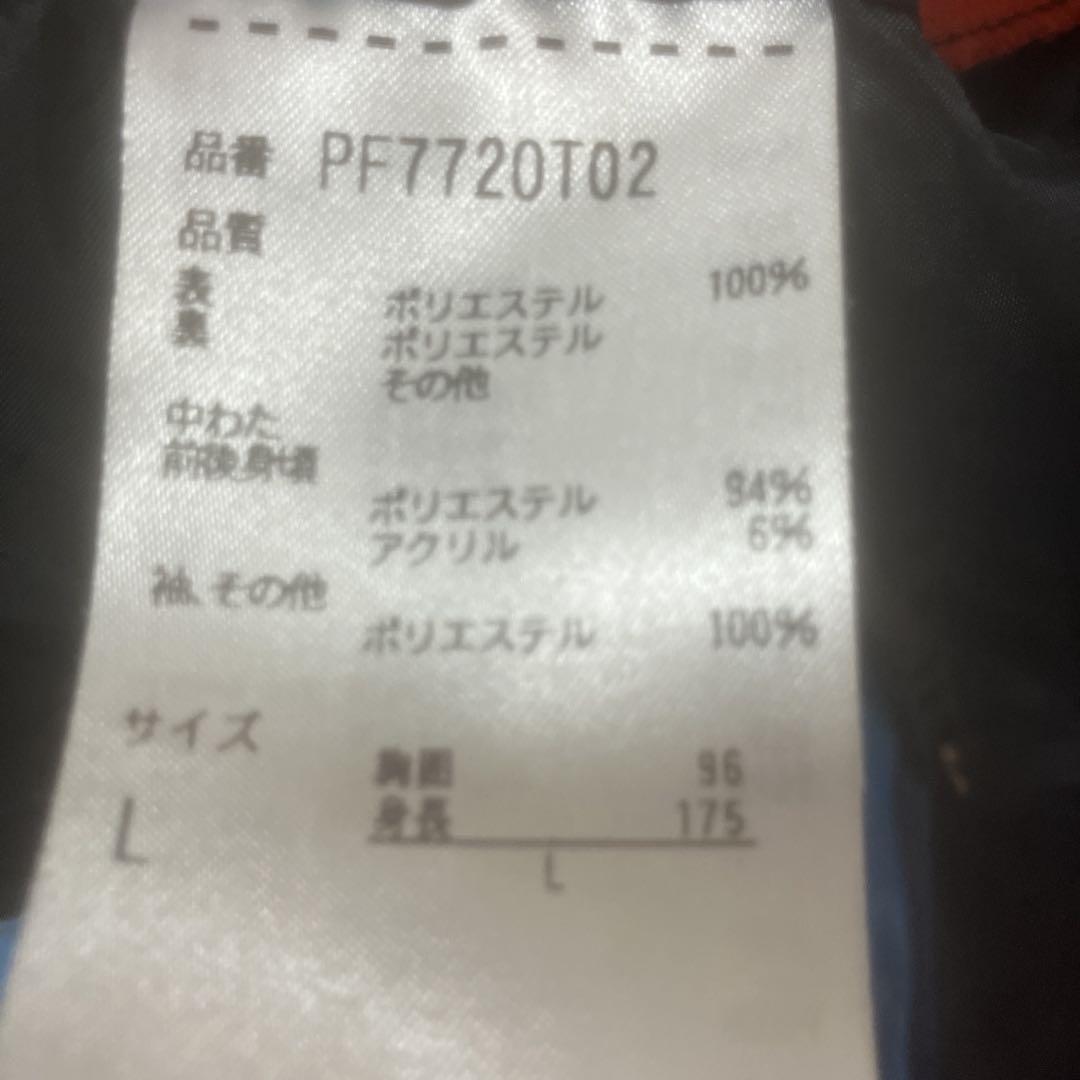 品番 PF7720T02
品質
表 ポリエステル 100%
裏 ポリエステル
その他
中わた
前後身頃
ポリエステル 94%
アクリル 6%
袖、その他
ポリエステル 100%
サイズ
L
胸囲 96
身長 175
L